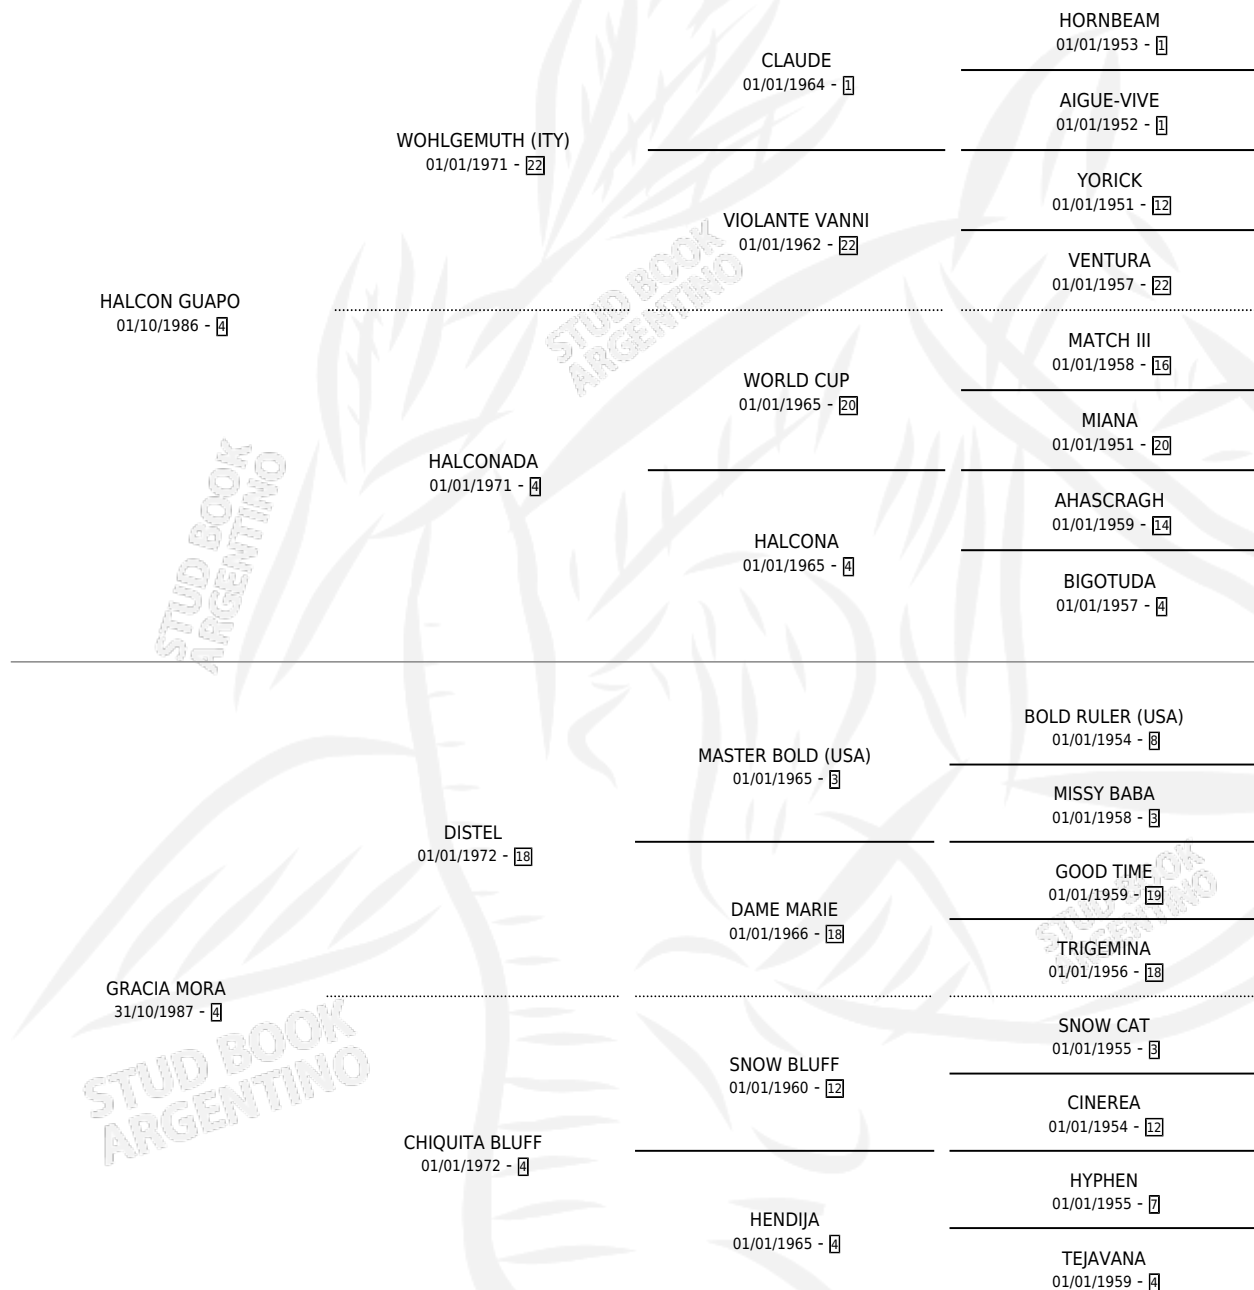 HORNBEAM
01/01/1953 - 1
CLAUDE
01/01/1964 - 1
AIGUE-VIVE
01/01/1952 - 1
WOHLGEMUTH (ITY)
01/01/1971 - 22
YORICK
01/01/1951 - 12
VIOLANTE VANNI
01/01/1962 - 22
VENTURA
01/01/1957 - 22
HALCON GUAPO
01/10/1986 - 4
MATCH III
01/01/1958 - 16
WORLD CUP
01/01/1965 - 20
MIANA
01/01/1951 - 20
HALCONADA
01/01/1971 - 4
AHASCRAGH
01/01/1959 - 14
HALCONA
01/01/1965 - 4
BIGOTUDA
01/01/1957 - 4
STUD BOOK
ARGENTINO
STUD BOOK
ARGENTINO
BOLD RULER (USA)
01/01/1954 - 8
MASTER BOLD (USA)
01/01/1965 - 3
MISSY BABA
01/01/1958 - 3
DISTEL
01/01/1972 - 18
GOOD TIME
01/01/1959 - 19
DAME MARIE
01/01/1966 - 18
TRIGEMINA
01/01/1956 - 18
GRACIA MORA
31/10/1987 - 4
SNOW CAT
01/01/1955 - 3
SNOW BLUFF
01/01/1960 - 12
CINEREA
01/01/1954 - 12
CHIQUITA BLUFF
01/01/1972 - 4
HYPHEN
01/01/1955 - 7
HENDIJA
01/01/1965 - 4
TEJAVANA
01/01/1959 - 4
STUD BOOK
ARGENTINO
STUD BOOK
ARGENTINO